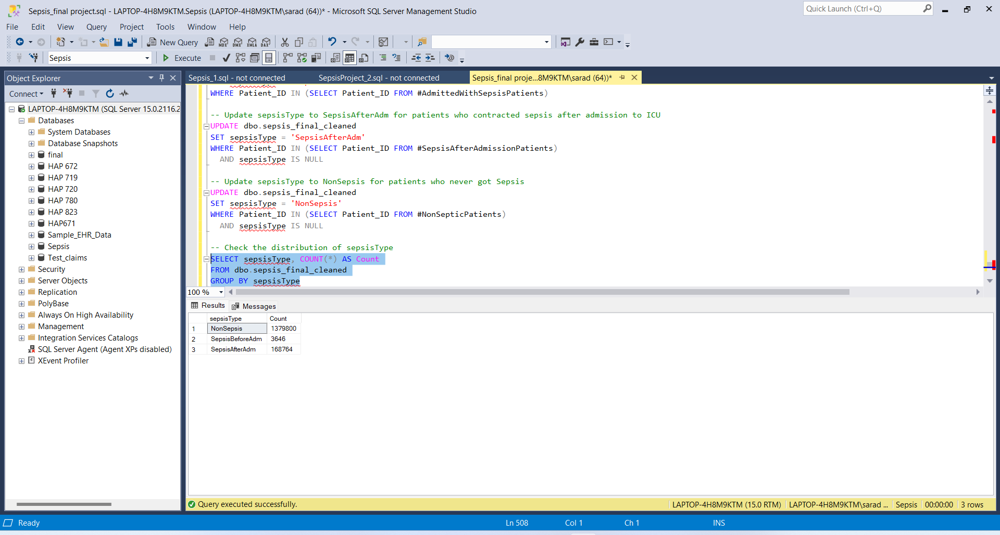 Sepsis_final project.sql - LAPTOP-4H8M9KTM.Sepsis (LAPTOP-4H8M9KTM\sarad (64))* - Microsoft SQL Server Management Studio
Quick Launch (Ctrl+Q)
File Edit View Query Project Tools Window Help
New Query MDX DMX XMLA DAX
Sepsis Execute
Object Explorer
Connect
LAPTOP-4H8M9KTM (SQL Server 15.0.2116.2
Databases
System Databases
Database Snapshots
final
HAP 672
HAP 719
HAP 720
HAP 780
HAP 823
HAP671
Sample_EHR_Data
Sepsis
Test_claims
Security
Server Objects
Replication
PolyBase
Always On High Availability
Management
Integration Services Catalogs
SQL Server Agent (Agent XPs disabled)
XEvent Profiler
Sepsis_1.sql - not connected SepsisProject_2.sql - not connected Sepsis_final proje...8M9KTM\sarad (64))*
WHERE Patient_ID IN (SELECT Patient_ID FROM #AdmittedWithSepsisPatients)
-- Update sepsisType to SepsisAfterAdm for patients who contracted sepsis after admission to ICU
UPDATE dbo.sepsis_final_cleaned
SET sepsisType = 'SepsisAfterAdm'
WHERE Patient_ID IN (SELECT Patient_ID FROM #SepsisAfterAdmissionPatients)
AND sepsisType IS NULL
-- Update sepsisType to NonSepsis for patients who never got Sepsis
UPDATE dbo.sepsis_final_cleaned
SET sepsisType = 'NonSepsis'
WHERE Patient_ID IN (SELECT Patient_ID FROM #NonSepticPatients)
AND sepsisType IS NULL
-- Check the distribution of sepsisType
SELECT sepsisType, COUNT(*) AS Count
FROM dbo.sepsis_final_cleaned
GROUP BY sepsisType
100 %
Results Messages
sepsisType Count
1 NonSepsis 1379800
2 SepsisBeforeAdm 3646
3 SepsisAfterAdm 168764
Query executed successfully. LAPTOP-4H8M9KTM (15.0 RTM) LAPTOP-4H8M9KTM\sarad ... Sepsis 00:00:00 3 rows
Ready Ln 508 Col 1 Ch 1 INS